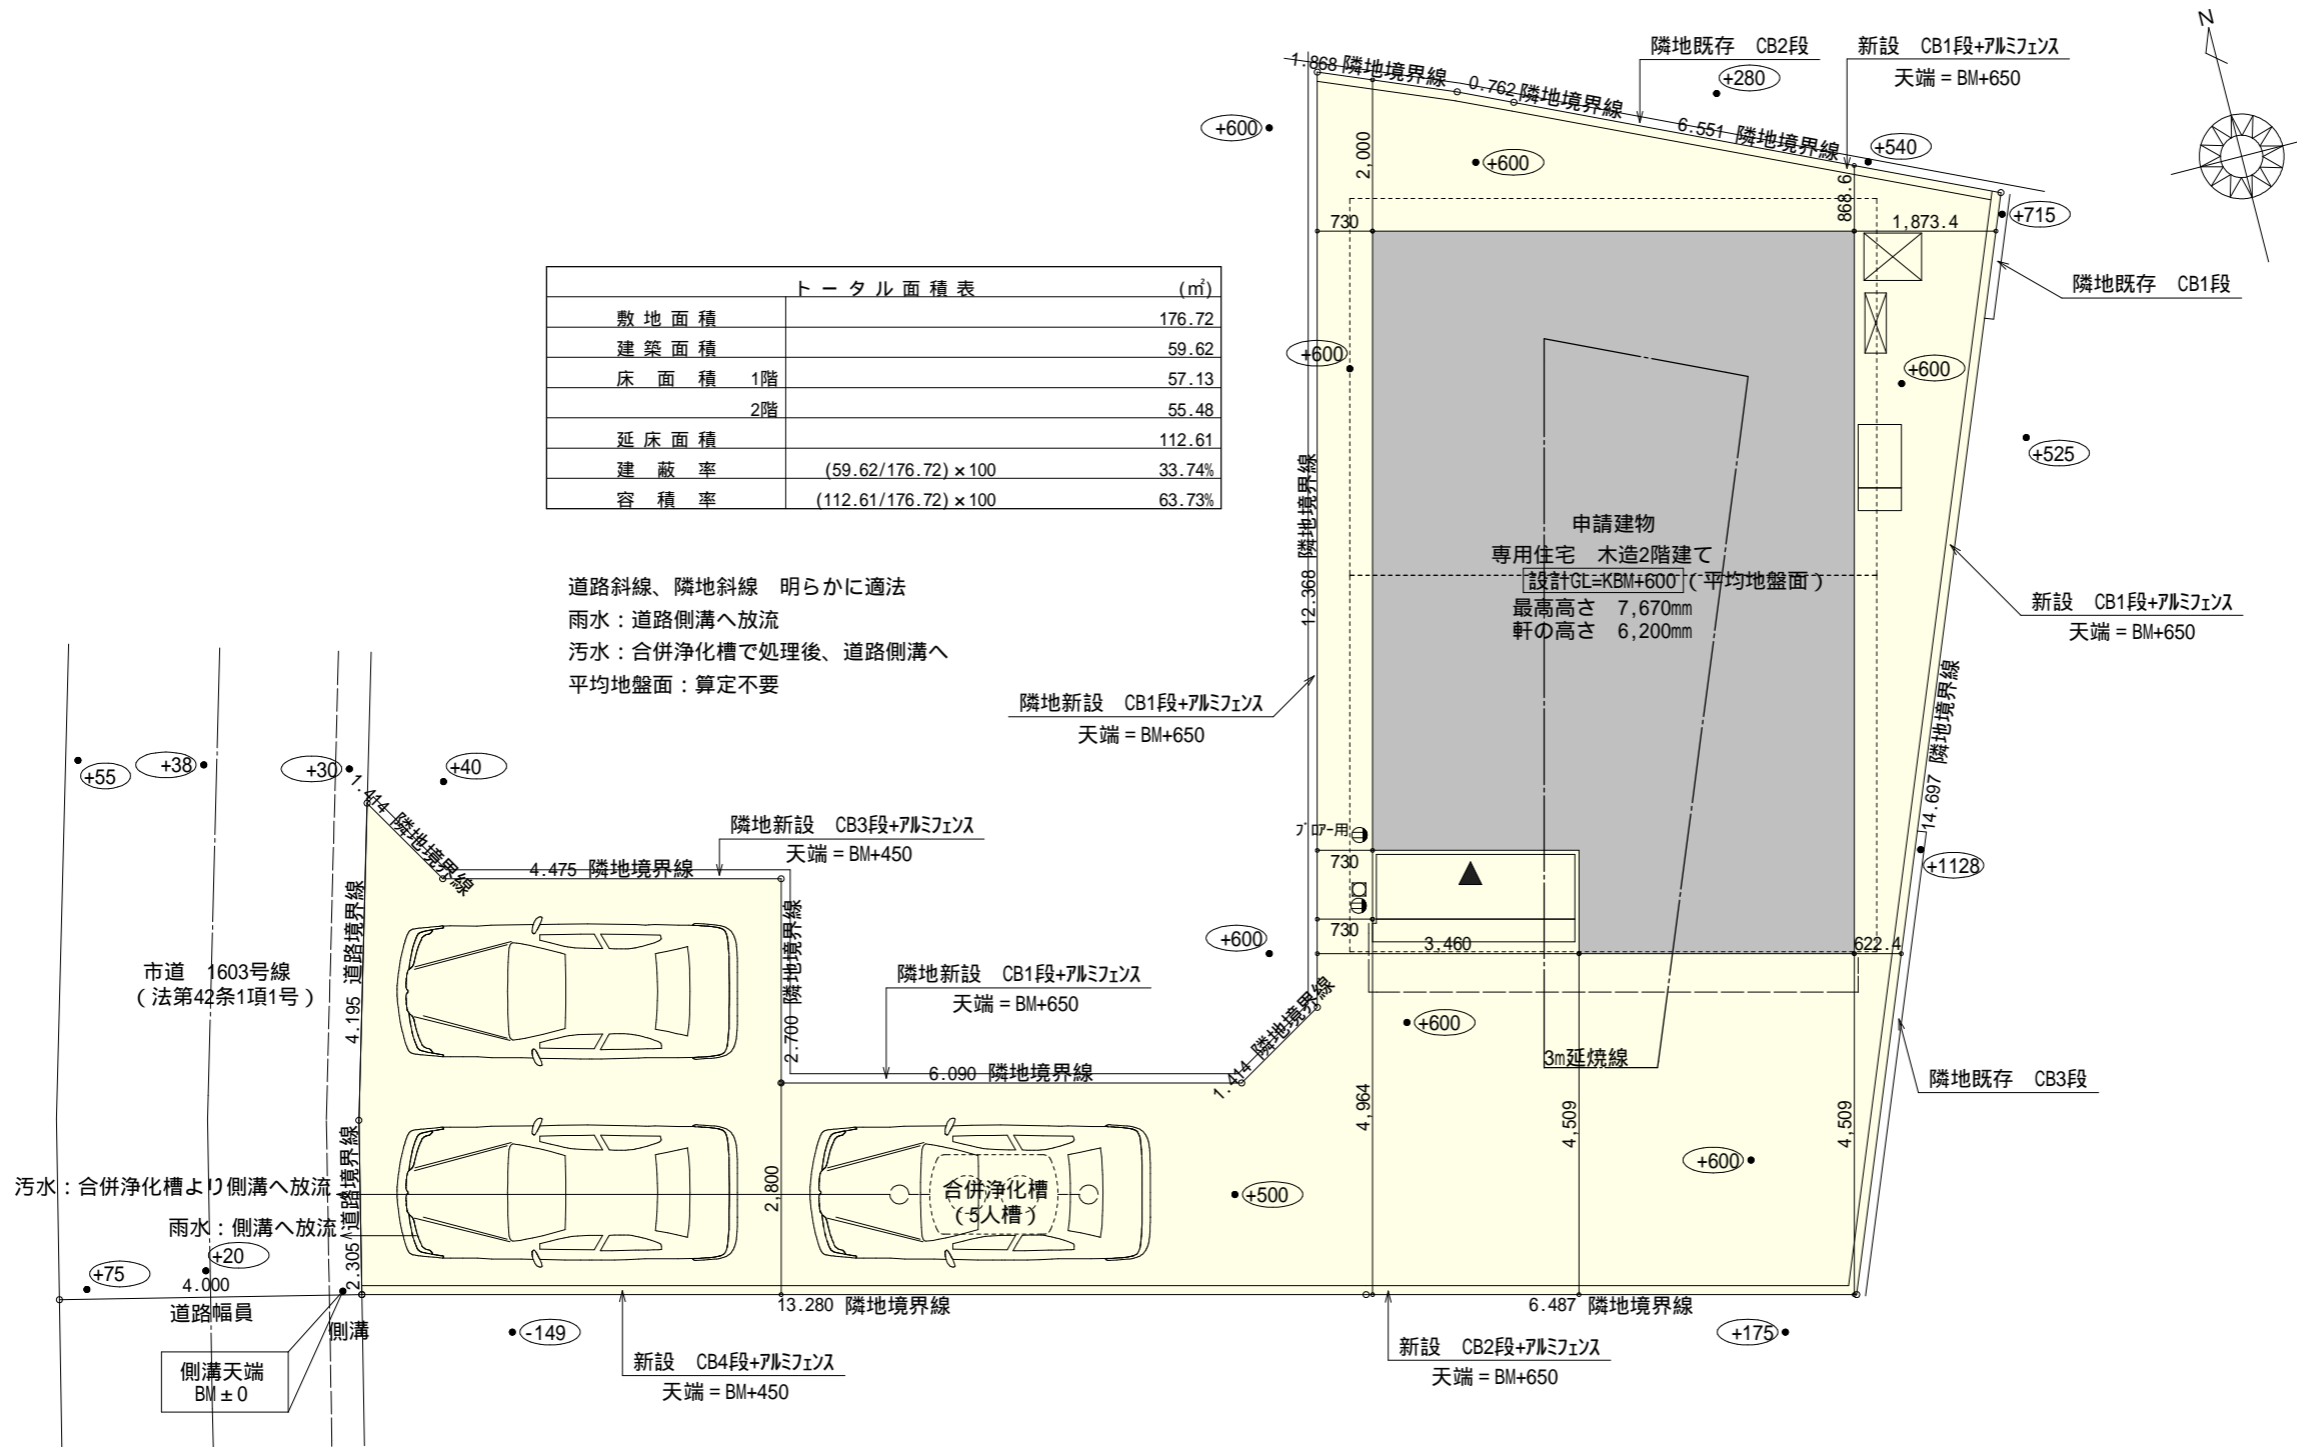 N
隣地既存　CB2段
新設　CB1段+アルミフェンス
天端＝BM+650
+280
1.868 隣地境界線
0.762 隣地境界線
6.551 隣地境界線
+600
+600
+540
2,000
868.6
730
1,873.4
+715
隣地既存　CB1段
トータル面積表 (㎡)
敷地面積 176.72
建築面積 59.62
床面積 1階 57.13
2階 55.48
延床面積 112.61
建蔽率 (59.62/176.72)×100 33.74%
容積率 (112.61/176.72)×100 63.73%
+600
+600
+525
12.368 隣地境界線
申請建物
専用住宅　木造2階建て
設計GL=KBM+600（平均地盤面）
最高高さ　7,670mm
軒の高さ　6,200mm
道路斜線、隣地斜線　明らかに適法
雨水：道路側溝へ放流
汚水：合併浄化槽で処理後、道路側溝へ
平均地盤面：算定不要
新設　CB1段+アルミフェンス
天端＝BM+650
隣地新設　CB1段+アルミフェンス
天端＝BM+650
14.697 隣地境界線
+55
+38
+30
+40
1.414 隣地境界線
隣地新設　CB3段+アルミフェンス
天端＝BM+450
4.475 隣地境界線
ブロアー用
730
730
+1128
4.195 道路境界線
2.700 隣地境界線
市道　1603号線
（法第42条1項1号）
+600
3,460
622.4
隣地新設　CB1段+アルミフェンス
天端＝BM+650
6.090 隣地境界線
1.414 隣地境界線
+600
3m延焼線
隣地既存　CB3段
4,964
4,509
4,509
2.305 道路境界線
汚水：合併浄化槽より側溝へ放流
雨水：側溝へ放流
2,800
合併浄化槽
（5人槽）
+500
+600
+75
+20
4.000
道路幅員
側溝
側溝天端
BM±0
13.280 隣地境界線
6.487 隣地境界線
-149
+175
新設　CB4段+アルミフェンス
天端＝BM+450
新設　CB2段+アルミフェンス
天端＝BM+650